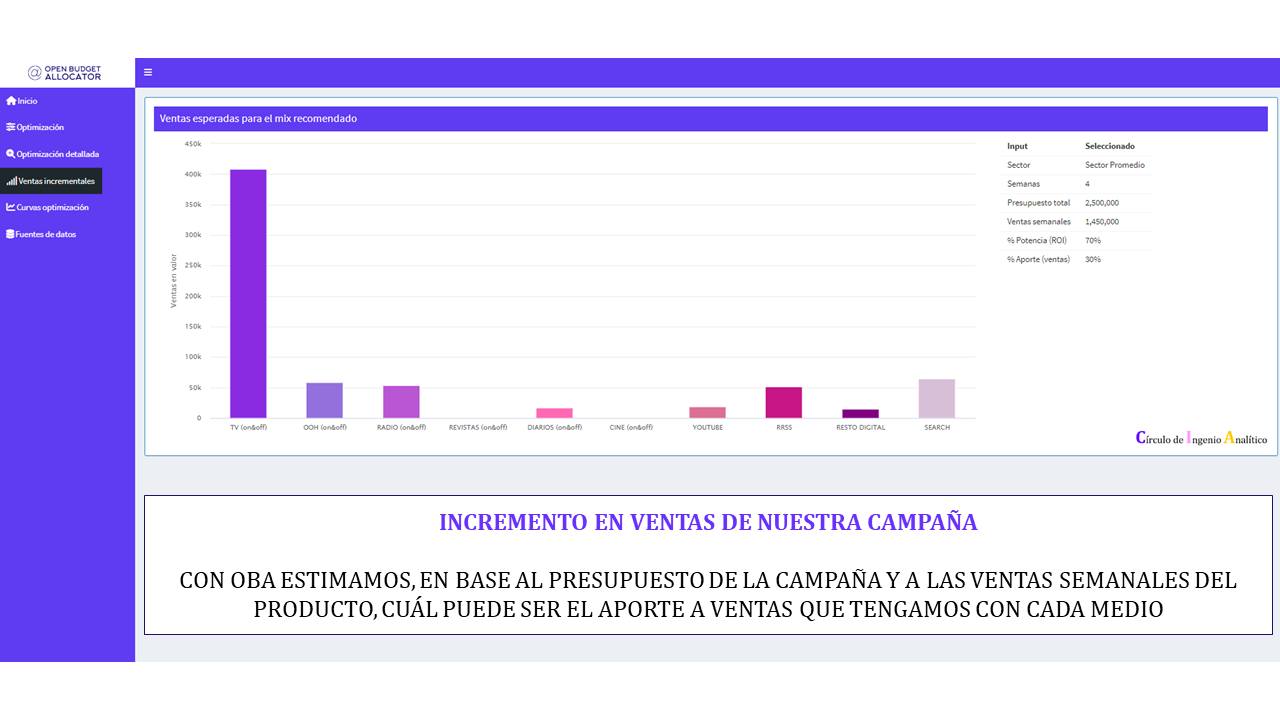 @ OPEN BUDGET
ALLOCATOR
Inicio
Optimización
Optimización detallada
Ventas incrementales
Curvas optimización
Fuentes de datos
Ventas esperadas para el mix recomendado
450k
400k
350k
300k
250k
200k
150k
100k
50k
0
Ventas en valor
TV (on&off)
OOH (on&off)
RADIO (on&off)
REVISTAS (on&off)
DIARIOS (on&off)
CINE (on&off)
YOUTUBE
RRSS
RESTO DIGITAL
SEARCH
Input Seleccionado
Sector Sector Promedio
Semanas 4
Presupuesto total 2,500,000
Ventas semanales 1,450,000
% Potencia (ROI) 70%
% Aporte (ventas) 30%
Círculo de Ingenio Analítico
INCREMENTO EN VENTAS DE NUESTRA CAMPAÑA
CON OBA ESTIMAMOS, EN BASE AL PRESUPUESTO DE LA CAMPAÑA Y A LAS VENTAS SEMANALES DEL
PRODUCTO, CUÁL PUEDE SER EL APORTE A VENTAS QUE TENGAMOS CON CADA MEDIO